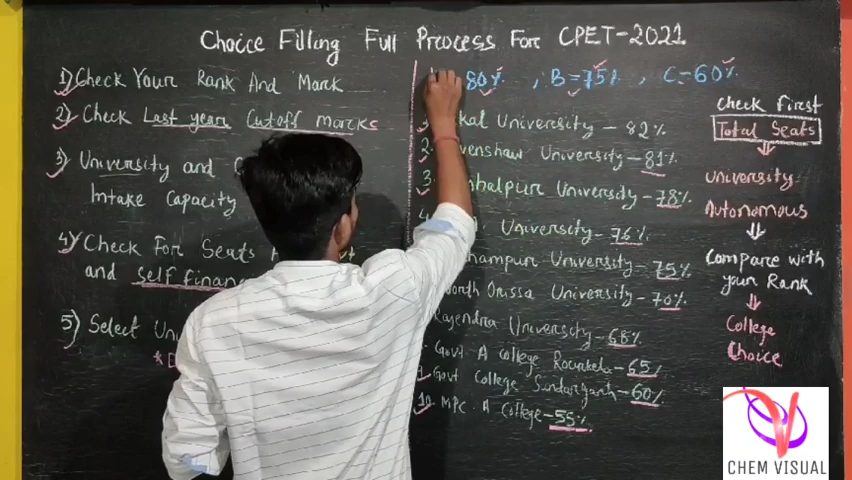 Choice Filling Full Process For CPET-2021
1) Check Your Rank And Mark
2) Check Last year Cutoff marks
3) University and
Intake Capacity
4) Check For Seats
and Self Finan
5) Select
80% , B=75% , C=60%
kal University - 82%
venshaw University - 81%
3. balpur University - 78%
University - 76%
hampur University - 75%
North Orissa University - 70%
Rajendra University - 68%
Govt A College Rourkela - 65%
Govt College Sundargarh - 60%
10. MPC. A College - 55%
Check First
Total Seats
University
Autonomous
Compare with
your Rank
College
Choice
CHEM VISUAL